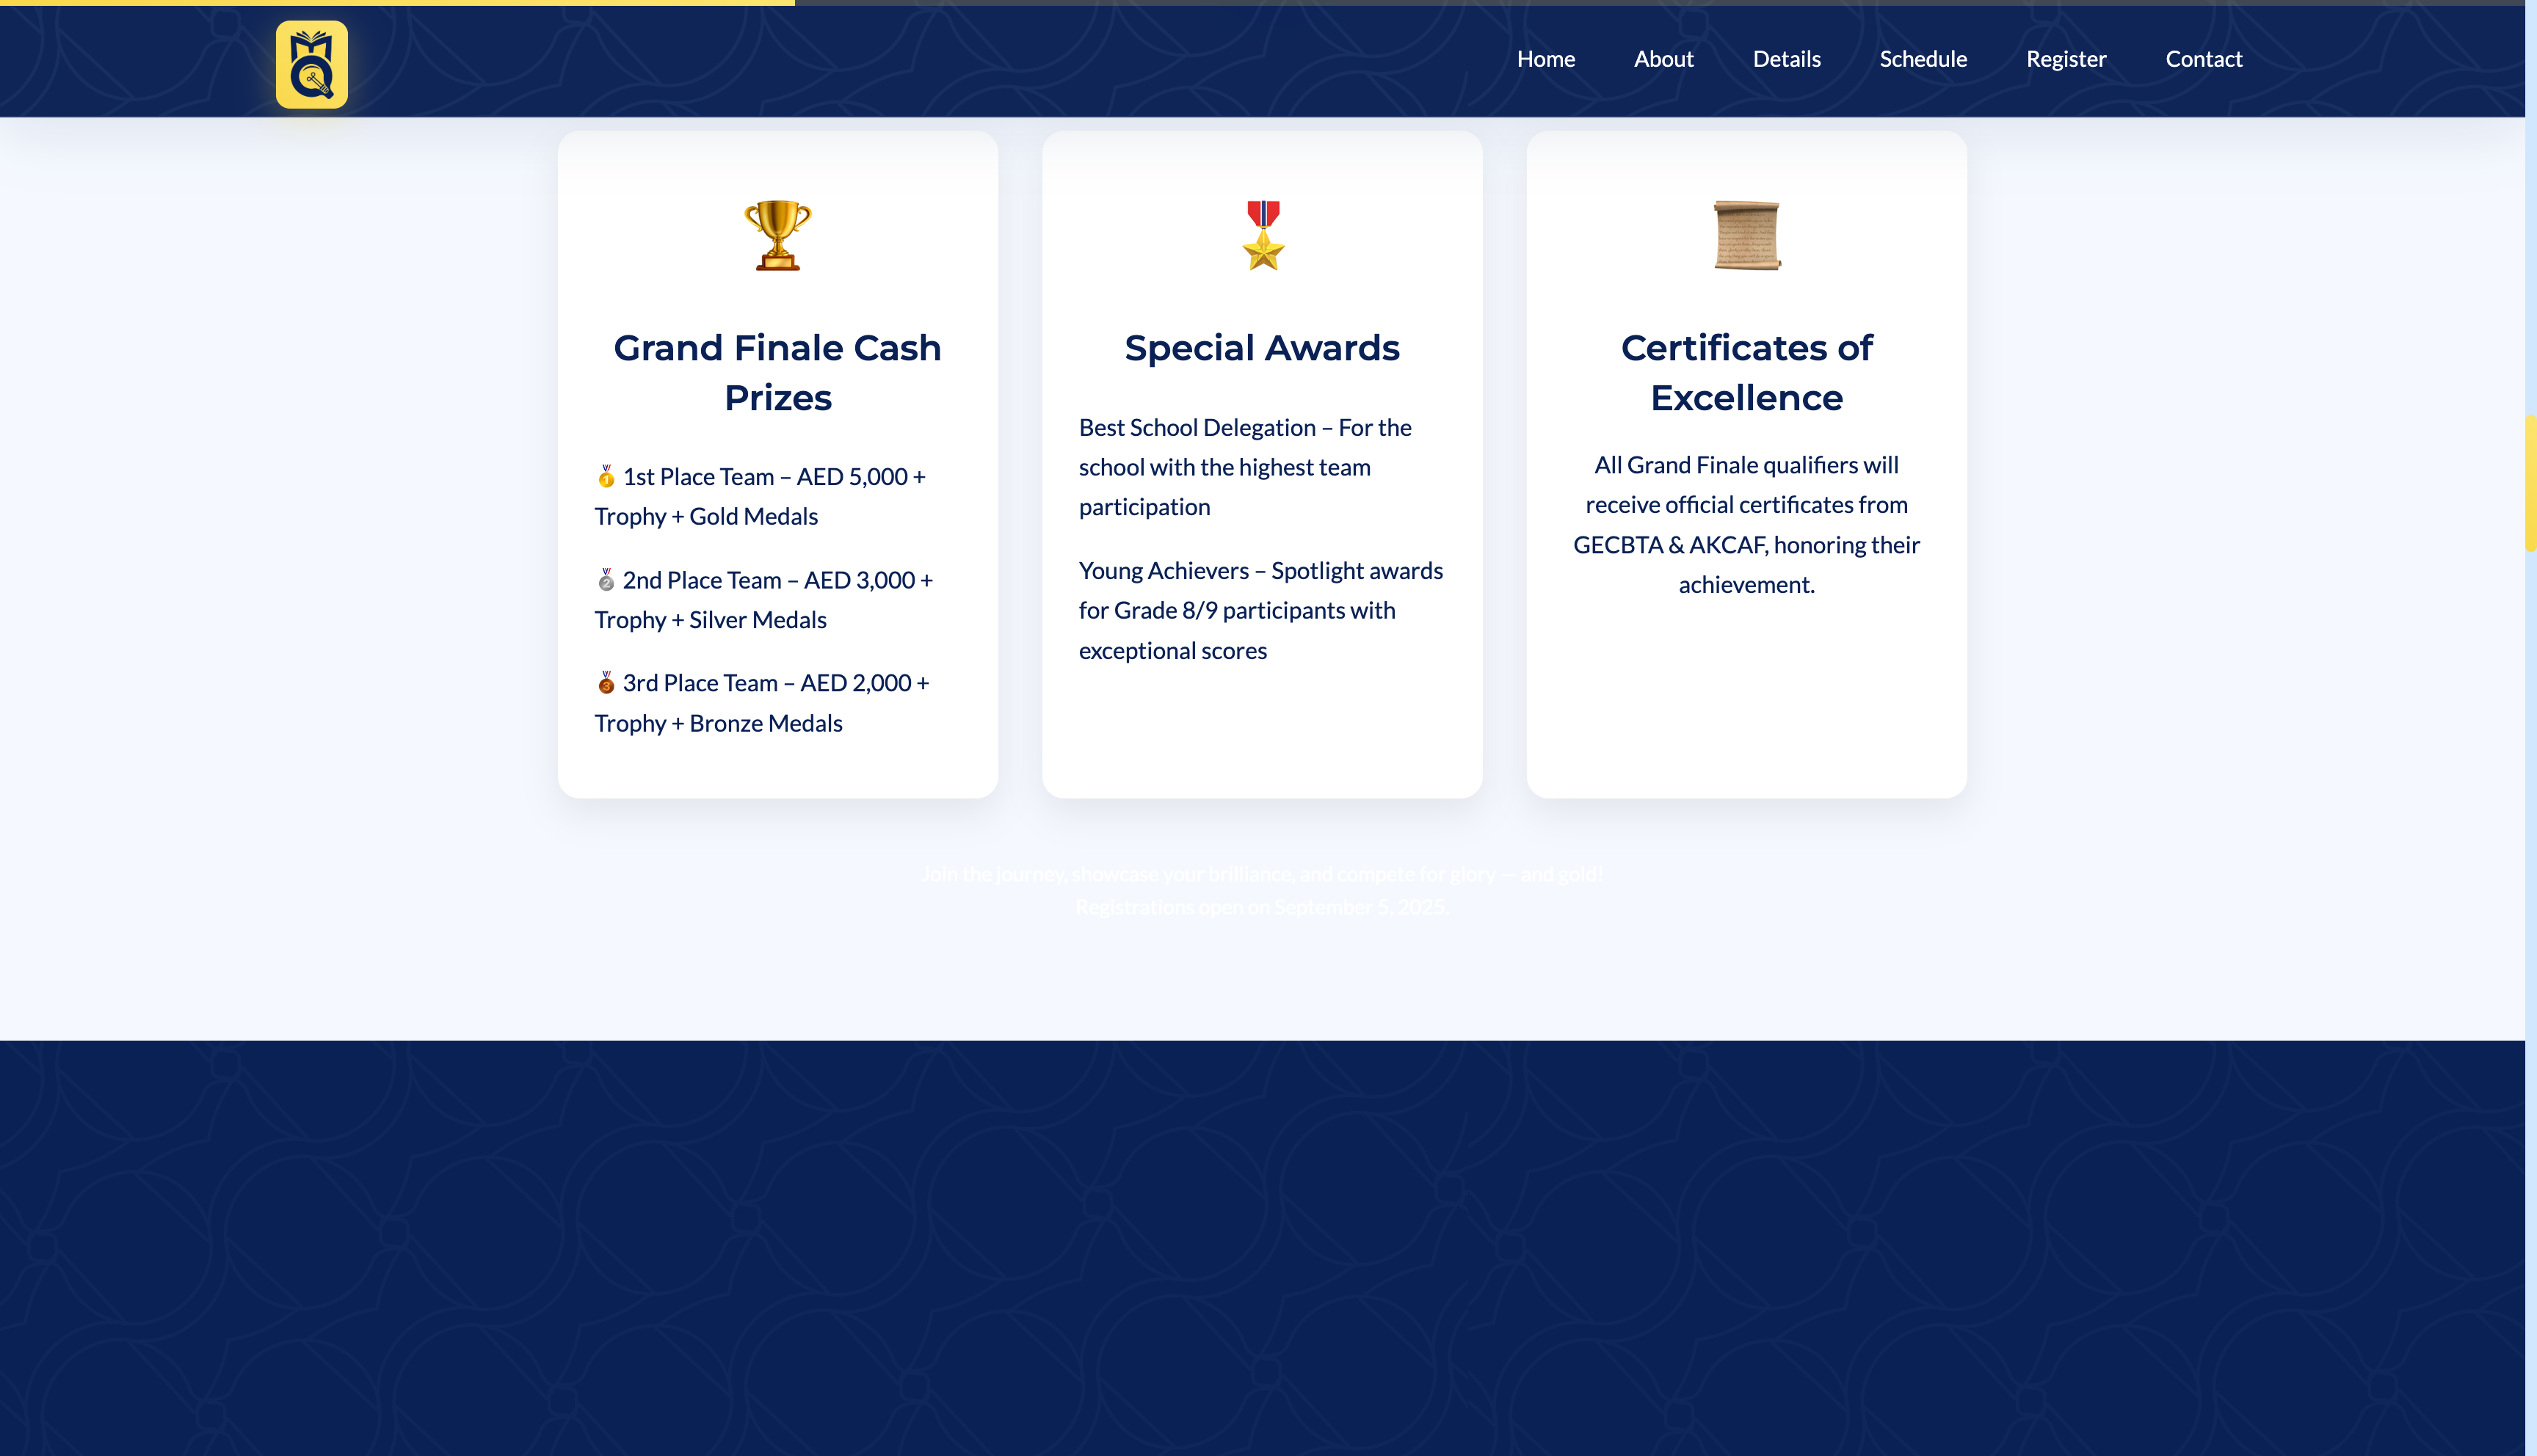 Home About Details Schedule Register Contact
Grand Finale Cash
Prizes
🥇 1st Place Team – AED 5,000 +
Trophy + Gold Medals
🥈 2nd Place Team – AED 3,000 +
Trophy + Silver Medals
🥉 3rd Place Team – AED 2,000 +
Trophy + Bronze Medals
Special Awards
Best School Delegation – For the
school with the highest team
participation
Young Achievers – Spotlight awards
for Grade 8/9 participants with
exceptional scores
Certificates of
Excellence
All Grand Finale qualifiers will
receive official certificates from
GECBTA & AKCAF, honoring their
achievement.
Join the journey, showcase your brilliance, and compete for glory — and gold!
Registrations open on September 5, 2025.